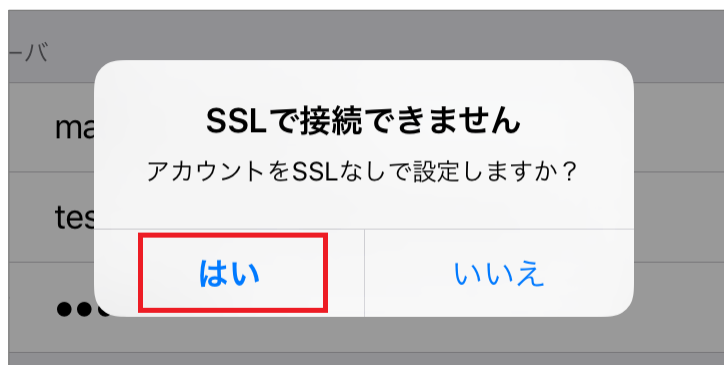 ーバ
ma
SSLで接続できません
アカウントをSSLなしで設定しますか？
tes
はい
いいえ